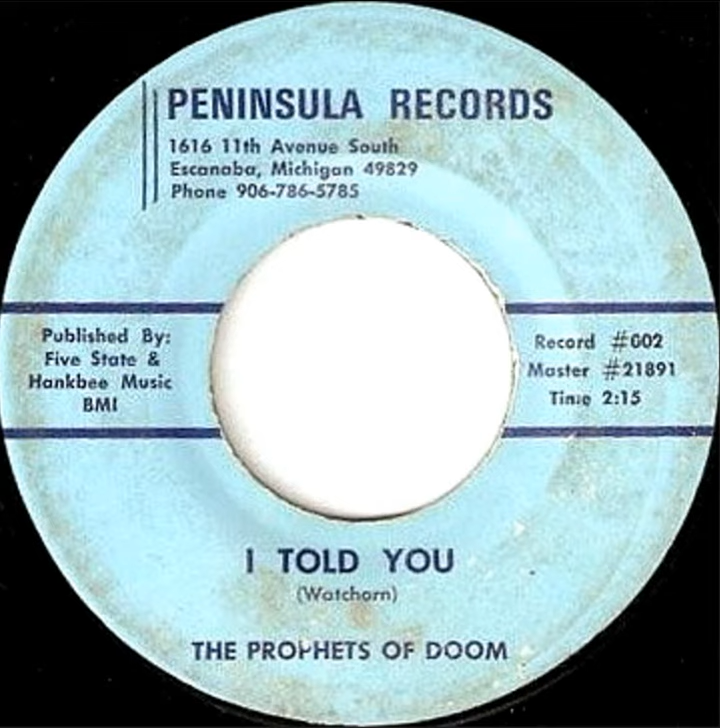 PENINSULA RECORDS
1616 11th Avenue South
Escanaba, Michigan 49829
Phone 906-786-5785
Published By:
Five State &
Hankbee Music
BMI
Record #002
Master #21891
Time 2:15
I TOLD YOU
(Watchorn)
THE PROPHETS OF DOOM